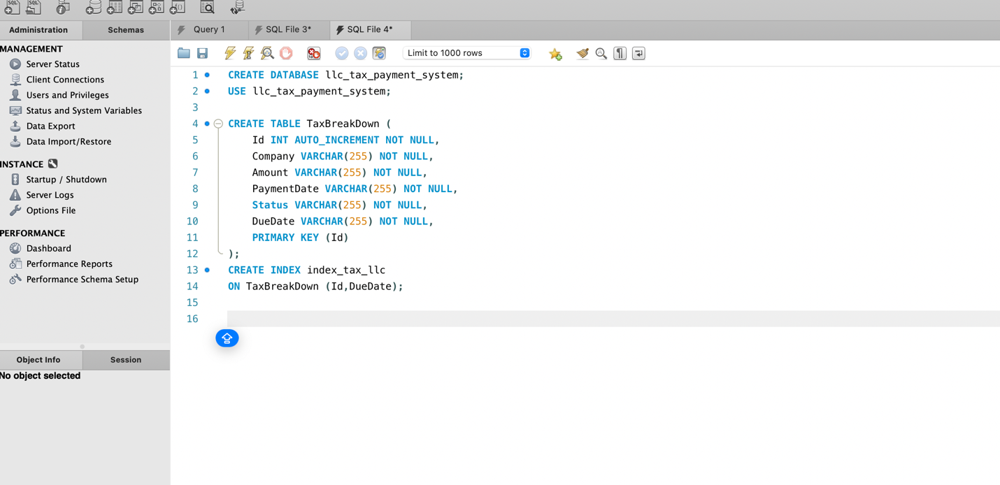 SQL SQL
Administration Schemas
Query 1 SQL File 3* SQL File 4*
MANAGEMENT
Server Status
Client Connections
Users and Privileges
Status and System Variables
Data Export
Data Import/Restore
INSTANCE
Startup / Shutdown
Server Logs
Options File
PERFORMANCE
Dashboard
Performance Reports
Performance Schema Setup
Object Info Session
No object selected
Limit to 1000 rows
1 CREATE DATABASE llc_tax_payment_system;
2 USE llc_tax_payment_system;
3
4 CREATE TABLE TaxBreakDown (
5 Id INT AUTO_INCREMENT NOT NULL,
6 Company VARCHAR(255) NOT NULL,
7 Amount VARCHAR(255) NOT NULL,
8 PaymentDate VARCHAR(255) NOT NULL,
9 Status VARCHAR(255) NOT NULL,
10 DueDate VARCHAR(255) NOT NULL,
11 PRIMARY KEY (Id)
12 );
13 CREATE INDEX index_tax_llc
14 ON TaxBreakDown (Id,DueDate);
15
16